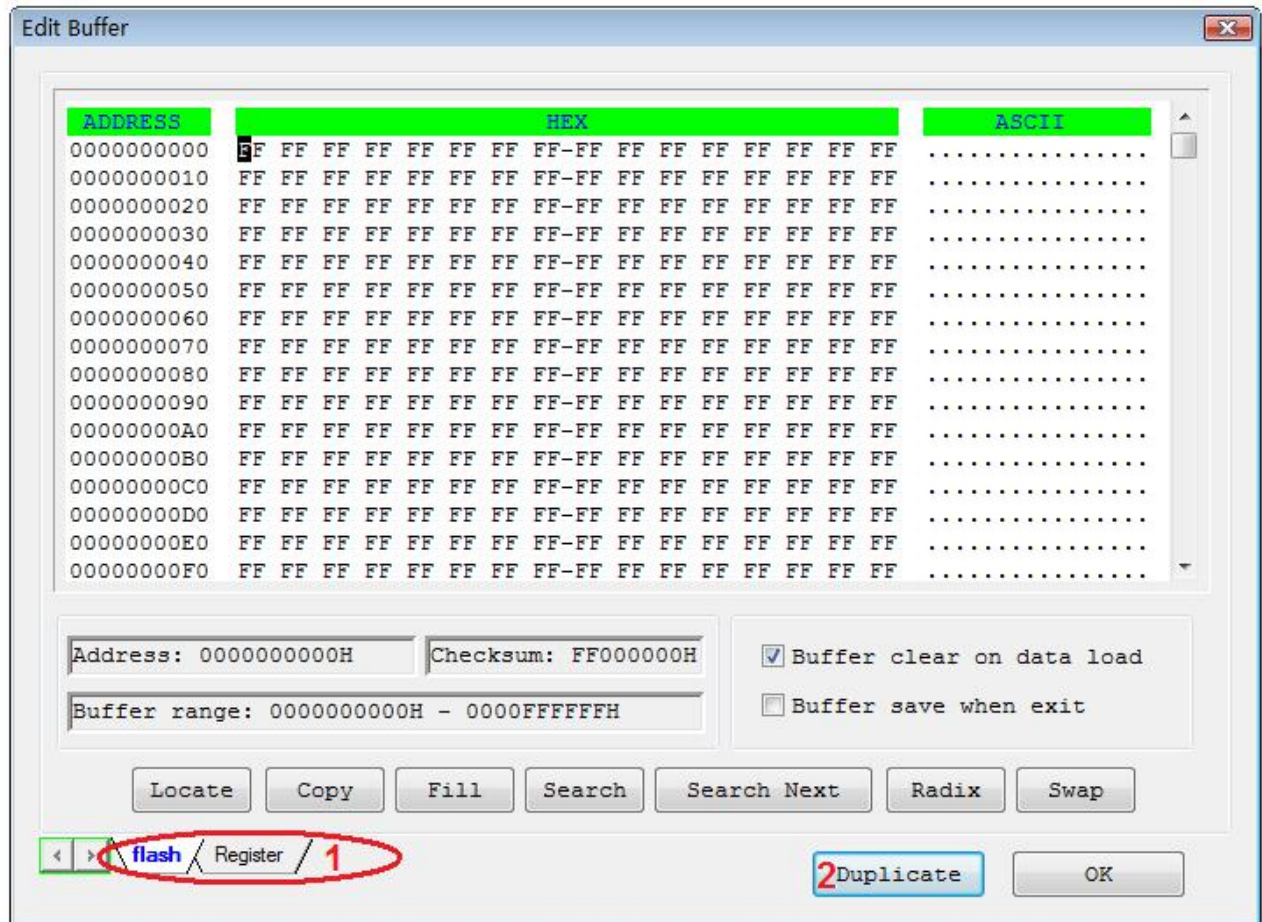 Edit Buffer
ADDRESS HEX ASCII
0000000000 FF FF FF FF FF FF FF FF-FF FF FF FF FF FF FF FF ................
0000000010 FF FF FF FF FF FF FF FF-FF FF FF FF FF FF FF FF ................
0000000020 FF FF FF FF FF FF FF FF-FF FF FF FF FF FF FF FF ................
0000000030 FF FF FF FF FF FF FF FF-FF FF FF FF FF FF FF FF ................
0000000040 FF FF FF FF FF FF FF FF-FF FF FF FF FF FF FF FF ................
0000000050 FF FF FF FF FF FF FF FF-FF FF FF FF FF FF FF FF ................
0000000060 FF FF FF FF FF FF FF FF-FF FF FF FF FF FF FF FF ................
0000000070 FF FF FF FF FF FF FF FF-FF FF FF FF FF FF FF FF ................
0000000080 FF FF FF FF FF FF FF FF-FF FF FF FF FF FF FF FF ................
0000000090 FF FF FF FF FF FF FF FF-FF FF FF FF FF FF FF FF ................
00000000A0 FF FF FF FF FF FF FF FF-FF FF FF FF FF FF FF FF ................
00000000B0 FF FF FF FF FF FF FF FF-FF FF FF FF FF FF FF FF ................
00000000C0 FF FF FF FF FF FF FF FF-FF FF FF FF FF FF FF FF ................
00000000D0 FF FF FF FF FF FF FF FF-FF FF FF FF FF FF FF FF ................
00000000E0 FF FF FF FF FF FF FF FF-FF FF FF FF FF FF FF FF ................
00000000F0 FF FF FF FF FF FF FF FF-FF FF FF FF FF FF FF FF ................
Address: 0000000000H Checksum: FF000000H
Buffer range: 0000000000H - 0000FFFFFFH
Buffer clear on data load
Buffer save when exit
Locate Copy Fill Search Search Next Radix Swap
flash Register 1
2 Duplicate OK